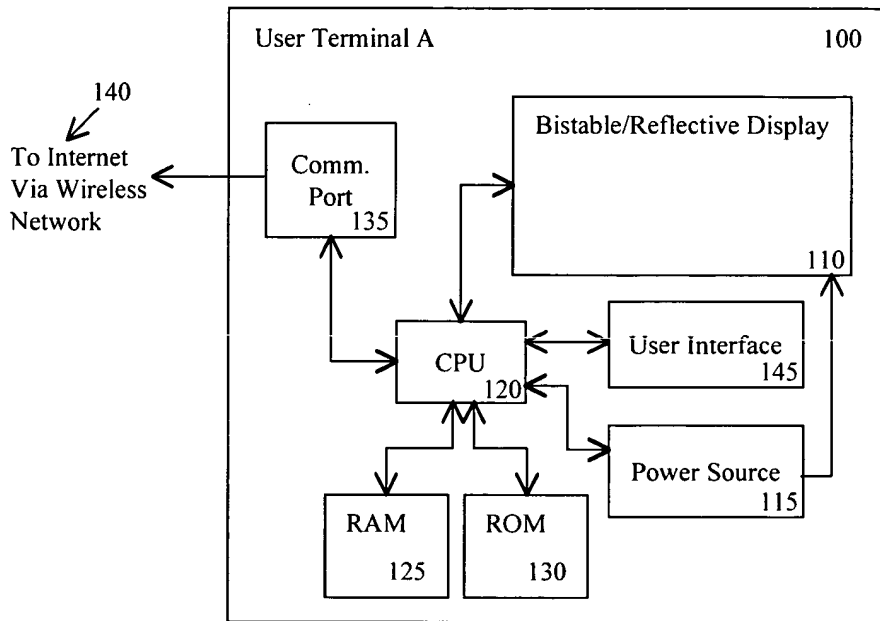 User Terminal A
100
140
To Internet
Via Wireless
Network
Comm.
Port
135
Bistable/Reflective Display
110
CPU
120
User Interface
145
Power Source
115
RAM
125
ROM
130